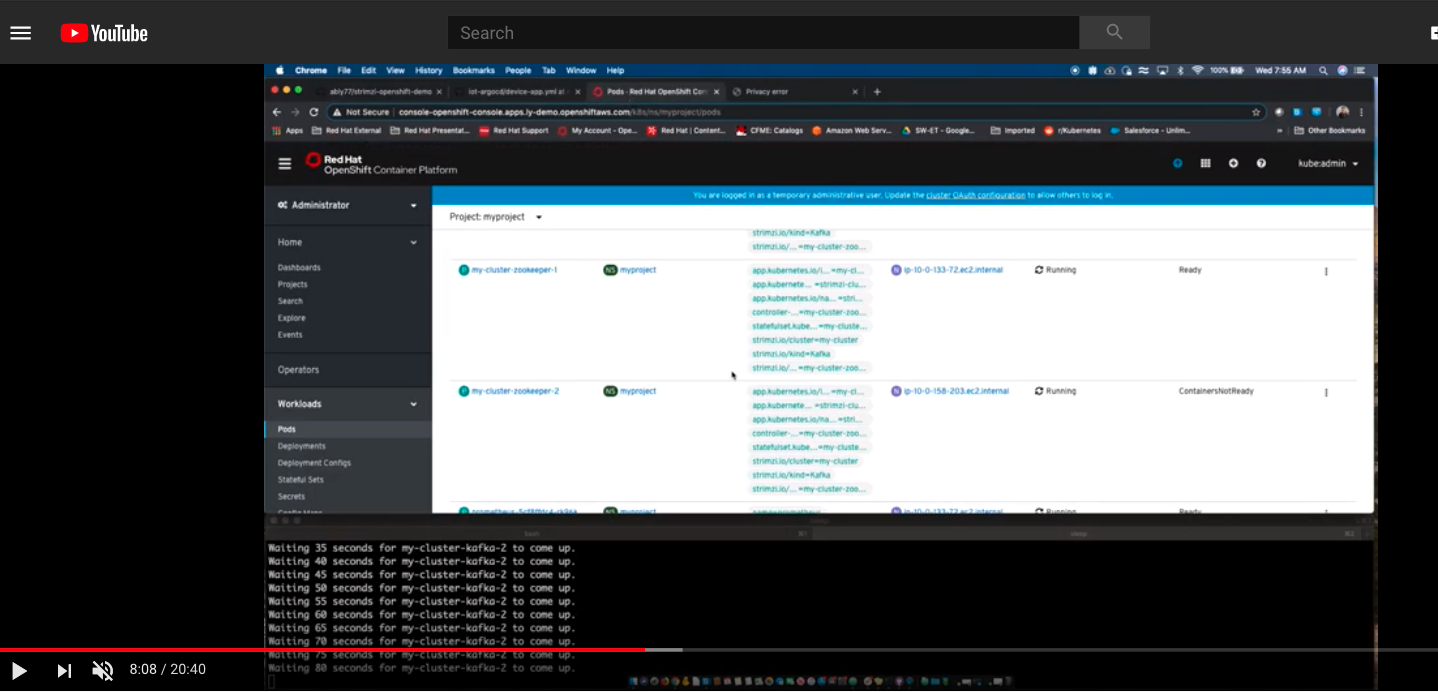 YouTube
Search
Chrome File Edit View History Bookmarks People Tab Window Help
100% Wed 7:55 AM
ably77/strimzi-openshift-demo
iot-argocd/device-app.yml at
Pods · Red Hat OpenShift Con
Privacy error
Not Secure | console-openshift-console.apps.ly-demo.openshiftaws.com/k8s/ns/myproject/pods
Apps Red Hat External Red Hat Presentat... Red Hat Support My Account - Ope... Red Hat | Content... CFME: Catalogs Amazon Web Serv... SW-ET - Google... Imported r/Kubernetes Salesforce - Unlim... » Other Bookmarks
Red Hat
OpenShift Container Platform
kube:admin
You are logged in as a temporary administrative user. Update the cluster OAuth configuration to allow others to log in.
Administrator
Project: myproject
Home
Dashboards
Projects
Search
Explore
Events
Operators
Workloads
Pods
Deployments
Deployment Configs
Stateful Sets
Secrets
Config Maps
strimzi.io/kind=Kafka
strimzi.io/... =my-cluster-zoo...
P my-cluster-zookeeper-1 NS myproject
app.kubernetes.io/i... =my-cl...
app.kubernete... =strimzi-clu...
app.kubernetes.io/na... =stri...
controller-...=my-cluster-zoo...
statefulset.kube...=my-cluste...
strimzi.io/cluster=my-cluster
strimzi.io/kind=Kafka
strimzi.io/... =my-cluster-zoo...
N ip-10-0-133-72.ec2.internal Running Ready
P my-cluster-zookeeper-2 NS myproject
app.kubernetes.io/i... =my-cl...
app.kubernete... =strimzi-clu...
app.kubernetes.io/na... =stri...
controller-...=my-cluster-zoo...
statefulset.kube...=my-cluste...
strimzi.io/cluster=my-cluster
strimzi.io/kind=Kafka
strimzi.io/... =my-cluster-zoo...
N ip-10-0-158-203.ec2.internal Running ContainersNotReady
myproject
ip-10-0-133-72.ec2.internal Running Ready
bash ⌘1 sleep ⌘2
Waiting 35 seconds for my-cluster-kafka-2 to come up.
Waiting 40 seconds for my-cluster-kafka-2 to come up.
Waiting 45 seconds for my-cluster-kafka-2 to come up.
Waiting 50 seconds for my-cluster-kafka-2 to come up.
Waiting 55 seconds for my-cluster-kafka-2 to come up.
Waiting 60 seconds for my-cluster-kafka-2 to come up.
Waiting 65 seconds for my-cluster-kafka-2 to come up.
Waiting 70 seconds for my-cluster-kafka-2 to come up.
Waiting 75 seconds for my-cluster-kafka-2 to come up.
Waiting 80 seconds for my-cluster-kafka-2 to come up.
8:08 / 20:40